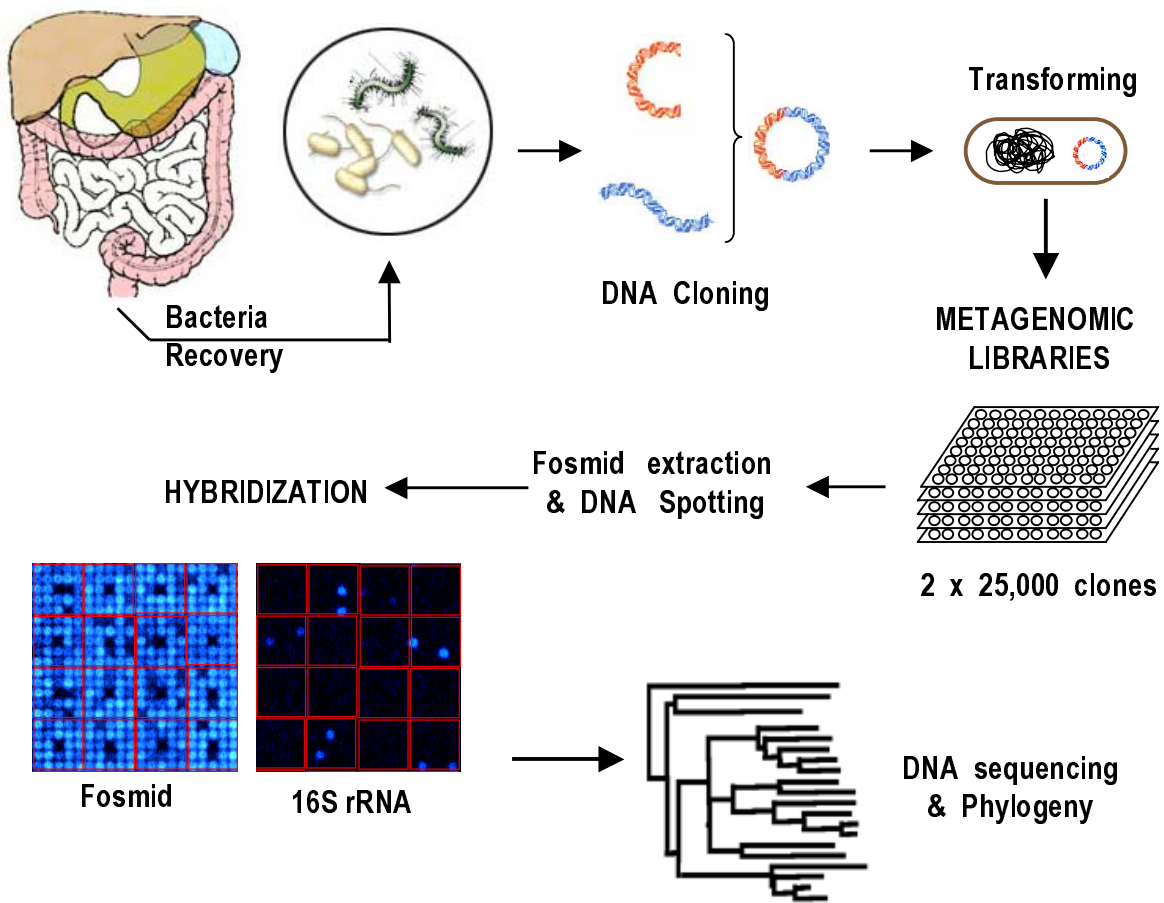 Transforming
DNA Cloning
Bacteria
Recovery
METAGENOMIC
LIBRARIES
Fosmid extraction
& DNA Spotting
HYBRIDIZATION
2 x 25,000 clones
Fosmid
16S rRNA
DNA sequencing
& Phylogeny